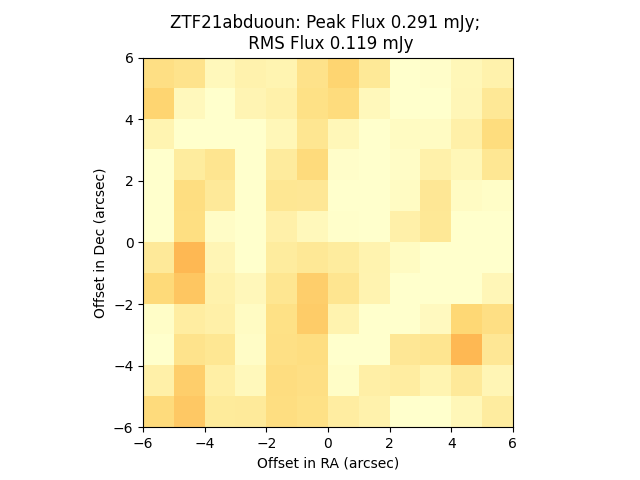 ZTF21abduoun: Peak Flux 0.291 mJy;
RMS Flux 0.119 mJy
6
4
2
0
−2
−4
−6
Offset in Dec (arcsec)
−6 −4 −2 0 2 4 6
Offset in RA (arcsec)